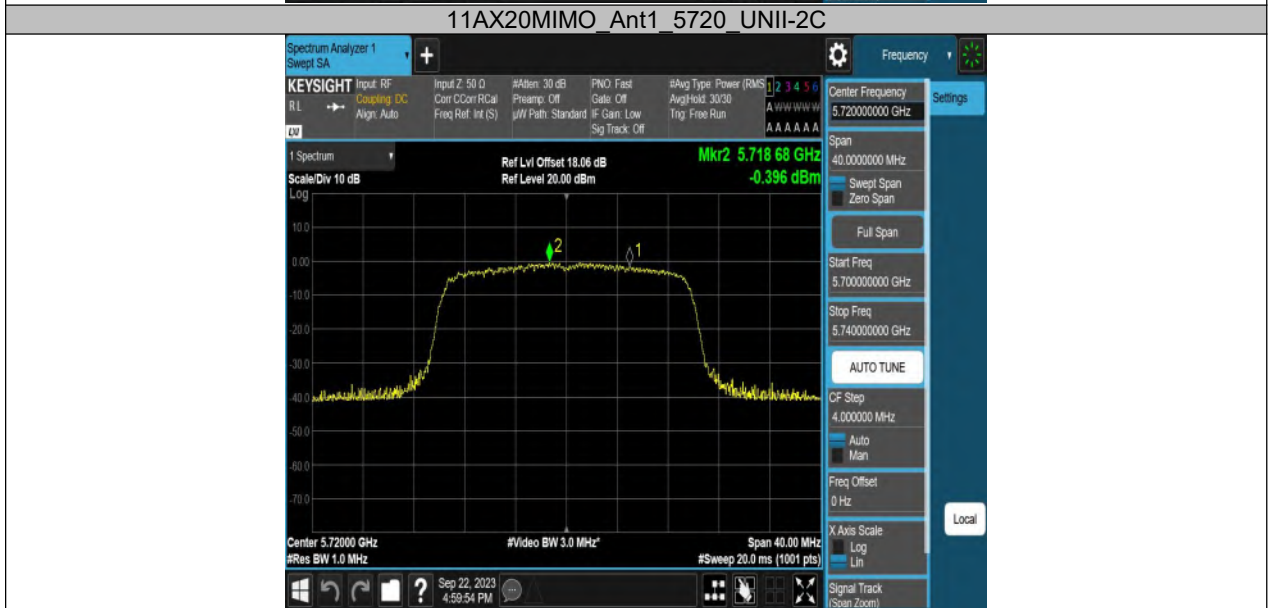 11AX20MIMO_Ant1_5720_UNII-2C
Spectrum Analyzer 1
Swept SA
+
Frequency
KEYSIGHT
RL
LXI
Input: RF
Coupling: DC
Align: Auto
Input Z: 50 Ω
Corr CCorr RCal
Freq Ref: Int (S)
#Atten: 30 dB
Preamp: Off
µW Path: Standard
PNO: Fast
Gate: Off
IF Gain: Low
Sig Track: Off
#Avg Type: Power (RMS
Avg|Hold: 30/30
Trig: Free Run
1 2 3 4 5 6
A W W W W W
A A A A A A
Center Frequency
5.720000000 GHz
Settings
1 Spectrum
Scale/Div 10 dB
Ref Lvl Offset 18.06 dB
Ref Level 20.00 dBm
Mkr2 5.718 68 GHz
-0.396 dBm
Span
40.0000000 MHz
Swept Span
Zero Span
Full Span
Start Freq
5.700000000 GHz
Stop Freq
5.740000000 GHz
AUTO TUNE
CF Step
4.000000 MHz
Auto
Man
Freq Offset
0 Hz
X Axis Scale
Log
Lin
Signal Track
(Span Zoom)
Local
Log
10.0
0.00
-10.0
-20.0
-30.0
-40.0
-50.0
-60.0
-70.0
2
1
Center 5.72000 GHz
#Res BW 1.0 MHz
#Video BW 3.0 MHz*
Span 40.00 MHz
#Sweep 20.0 ms (1001 pts)
?
Sep 22, 2023
4:59:54 PM